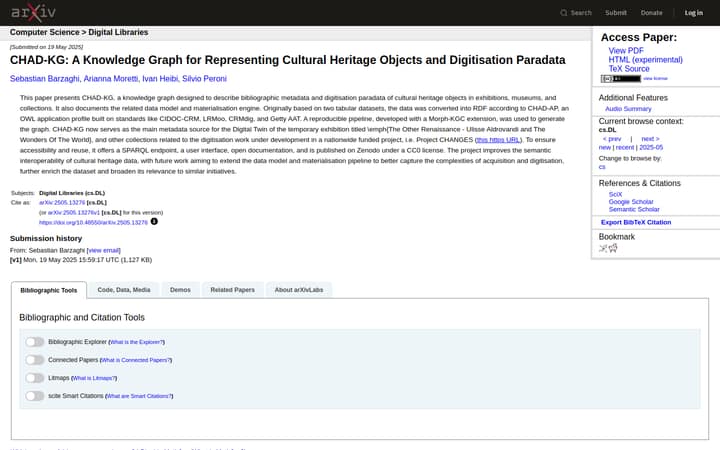 arXiv
Search
Submit
Donate
Log in
Computer Science > Digital Libraries
[Submitted on 19 May 2025]
CHAD-KG: A Knowledge Graph for Representing Cultural Heritage Objects and Digitisation Paradata
Sebastian Barzaghi, Arianna Moretti, Ivan Heibi, Silvio Peroni
This paper presents CHAD-KG, a knowledge graph designed to describe bibliographic metadata and digitisation paradata of cultural heritage objects in exhibitions, museums, and
collections. It also documents the related data model and materialisation engine. Originally based on two tabular datasets, the data was converted into RDF according to CHAD-AP, an
OWL application profile built on standards like CIDOC-CRM, LRMoo, CRMdig, and Getty AAT. A reproducible pipeline, developed with a Morph-KGC extension, was used to generate
the graph. CHAD-KG now serves as the main metadata source for the Digital Twin of the temporary exhibition titled \emph{The Other Renaissance - Ulisse Aldrovandi and The
Wonders Of The World}, and other collections related to the digitisation work under development in a nationwide funded project, i.e. Project CHANGES (this https URL). To ensure
accessibility and reuse, it offers a SPARQL endpoint, a user interface, open documentation, and is published on Zenodo under a CC0 license. The project improves the semantic
interoperability of cultural heritage data, with future work aiming to extend the data model and materialisation pipeline to better capture the complexities of acquisition and digitisation,
further enrich the dataset and broaden its relevance to similar initiatives.
Subjects: Digital Libraries (cs.DL)
Cite as: arXiv:2505.13276 [cs.DL]
(or arXiv:2505.13276v1 [cs.DL] for this version)
https://doi.org/10.48550/arXiv.2505.13276
Submission history
From: Sebastian Barzaghi [view email]
[v1] Mon, 19 May 2025 15:59:17 UTC (1,127 KB)
Access Paper:
View PDF
HTML (experimental)
TeX Source
view license
Additional Features
Audio Summary
Current browse context:
cs.DL
< prev | next >
new | recent | 2025-05
Change to browse by:
cs
References & Citations
SciX
Google Scholar
Semantic Scholar
Export BibTeX Citation
Bookmark
Bibliographic Tools
Code, Data, Media
Demos
Related Papers
About arXivLabs
Bibliographic and Citation Tools
Bibliographic Explorer (What is the Explorer?)
Connected Papers (What is Connected Papers?)
Litmaps (What is Litmaps?)
scite Smart Citations (What are Smart Citations?)